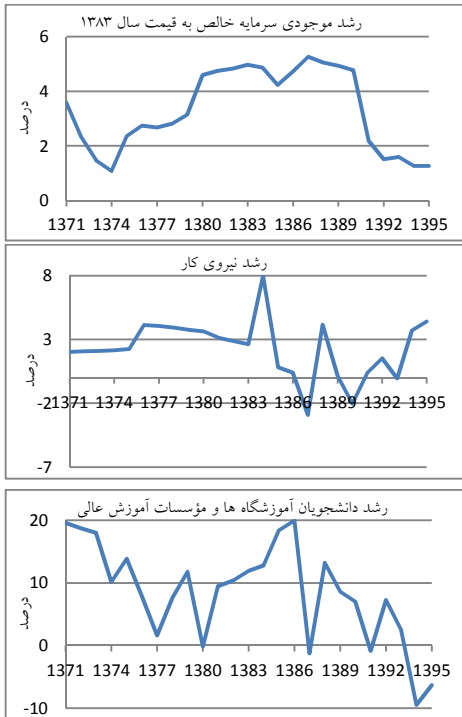 رشد موجودی سرمایه خالص به قیمت سال ۱۳۸۳
درصد
6
4
2
0
1371 1374 1377 1380 1383 1386 1389 1392 1395
رشد نیروی کار
درصد
8
3
-2
-7
1371 1374 1377 1380 1383 1386 1389 1392 1395
رشد دانشجویان آموزشگاه ها و مؤسسات آموزش عالی
درصد
20
10
0
-10
1371 1374 1377 1380 1383 1386 1389 1392 1395